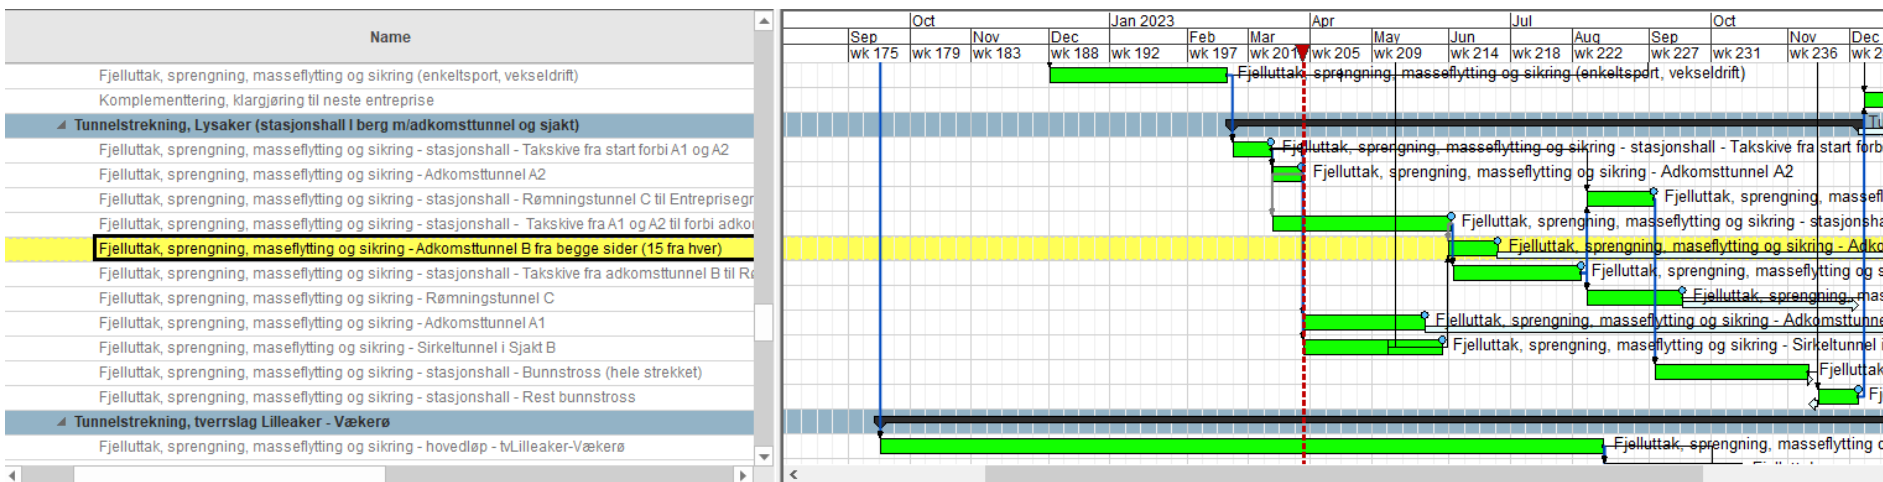 Name
Oct Jan 2023 Apr Jul Oct
Sep Nov Dec Feb Mar May Jun Aug Sep Nov Dec
wk 175 wk 179 wk 183 wk 188 wk 192 wk 197 wk 201 wk 205 wk 209 wk 214 wk 218 wk 222 wk 227 wk 231 wk 236 wk 2
Fjelluttak, sprengning, masseflytting og sikring (enkeltsport, vekseldrift) Fjelluttak, sprengning, masseflytting og sikring (enkeltsport, vekseldrift)
Komplementtering, klargjøring til neste entreprise
Tunnelstrekning, Lysaker (stasjonshall I berg m/adkomsttunnel og sjakt) Tu
Fjelluttak, sprengning, masseflytting og sikring - stasjonshall - Takskive fra start forbi A1 og A2 Fjelluttak, sprengning, masseflytting og sikring - stasjonshall - Takskive fra start forb
Fjelluttak, sprengning, masseflytting og sikring - Adkomsttunnel A2 Fjelluttak, sprengning, masseflytting og sikring - Adkomsttunnel A2
Fjelluttak, sprengning, masseflytting og sikring - stasjonshall - Rømningstunnel C til Entreprisegr Fjelluttak, sprengning, massef
Fjelluttak, sprengning, masseflytting og sikring - stasjonshall - Takskive fra A1 og A2 til forbi adkor Fjelluttak, sprengning, masseflytting og sikring - stasjonsha
Fjelluttak, sprengning, maseflytting og sikring - Adkomsttunnel B fra begge sider (15 fra hver) Fjelluttak, sprengning, maseflytting og sikring - Adko
Fjelluttak, sprengning, masseflytting og sikring - stasjonshall - Takskive fra adkomsttunnel B til Rø Fjelluttak, sprengning, masseflytting og s
Fjelluttak, sprengning, masseflytting og sikring - Rømningstunnel C Fjelluttak, sprengning, mas
Fjelluttak, sprengning, masseflytting og sikring - Adkomsttunnel A1 Fjelluttak, sprengning, masseflytting og sikring - Adkomsttunne
Fjelluttak, sprengning, maseflytting og sikring - Sirkeltunnel i Sjakt B Fjelluttak, sprengning, maseflytting og sikring - Sirkeltunnel i
Fjelluttak, sprengning, masseflytting og sikring - stasjonshall - Bunnstross (hele strekket) Fjelluttak
Fjelluttak, sprengning, masseflytting og sikring - stasjonshall - Rest bunnstross Fj
Tunnelstrekning, tverrslag Lilleaker - Vækerø
Fjelluttak, sprengning, masseflytting og sikring - hovedløp - tvLilleaker-Vækerø Fjelluttak, sprengning, masseflytting o